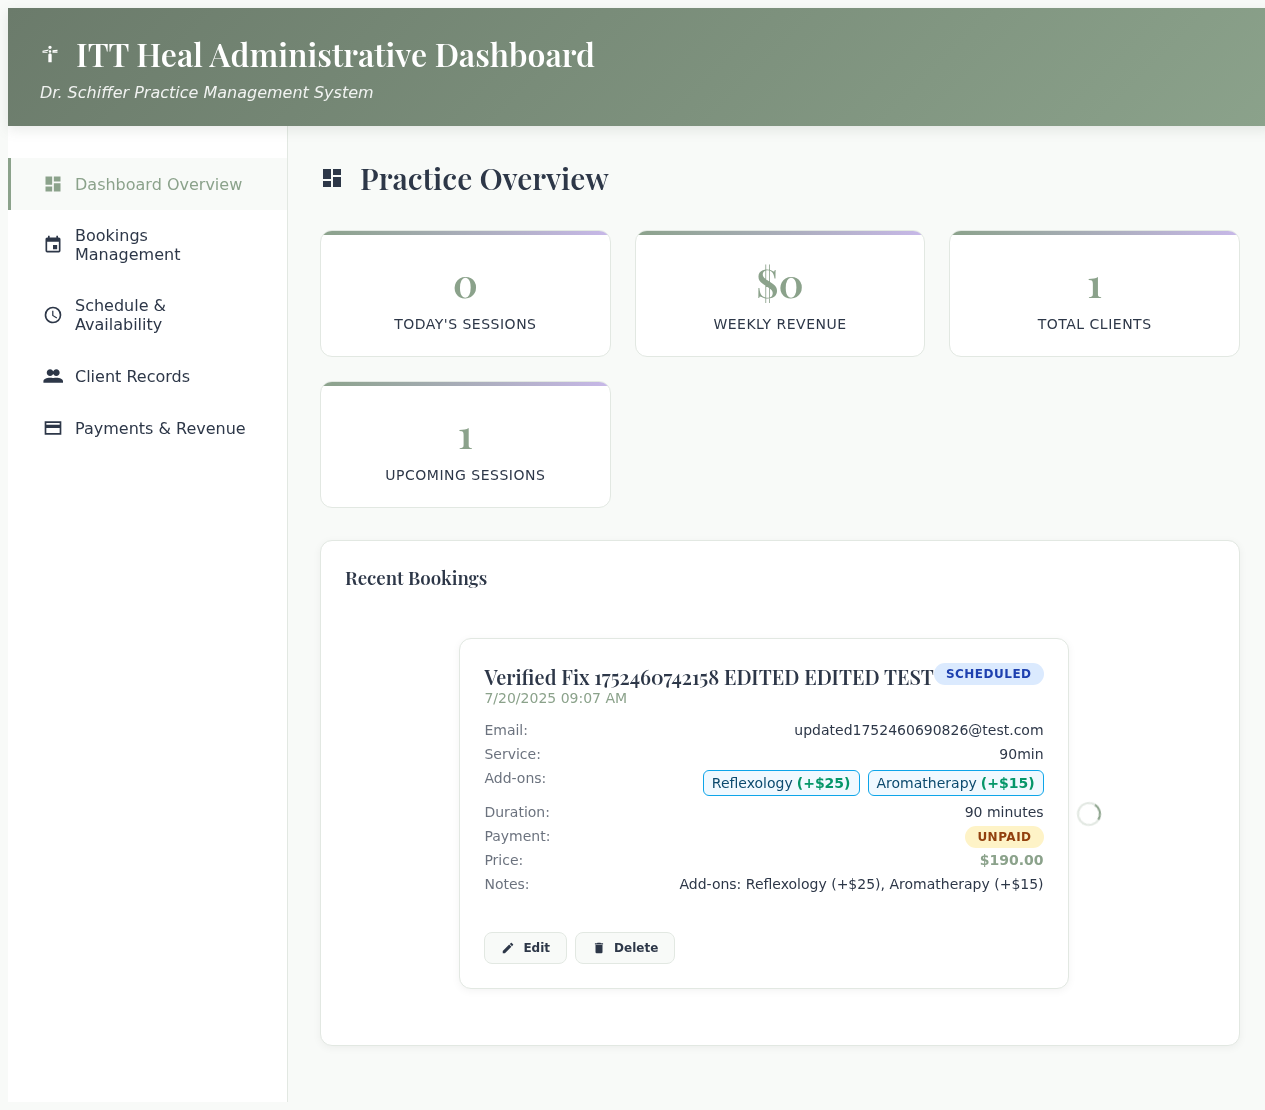 ITT Heal Administrative Dashboard
Dr. Schiffer Practice Management System
Dashboard Overview
Bookings
Management
Schedule &
Availability
Client Records
Payments & Revenue
Practice Overview
0
TODAY'S SESSIONS
$0
WEEKLY REVENUE
1
TOTAL CLIENTS
1
UPCOMING SESSIONS
Recent Bookings
Verified Fix 1752460742158 EDITED EDITED TEST SCHEDULED
7/20/2025 09:07 AM
Email: updated1752460690826@test.com
Service: 90min
Add-ons: Reflexology (+$25) Aromatherapy (+$15)
Duration: 90 minutes
Payment: UNPAID
Price: $190.00
Notes: Add-ons: Reflexology (+$25), Aromatherapy (+$15)
Edit Delete